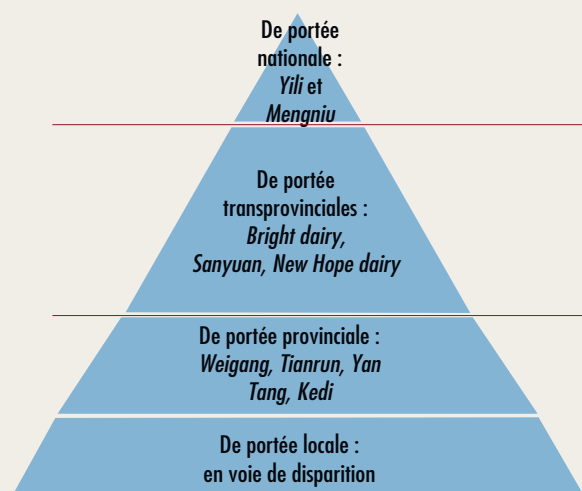 De portée
nationale :
Yili et
Mengniu
De portée
transprovinciales :
Bright dairy,
Sanyuan, New Hope dairy
De portée provinciale :
Weigang, Tianrun, Yan
Tang, Kedi
De portée locale :
en voie de disparition